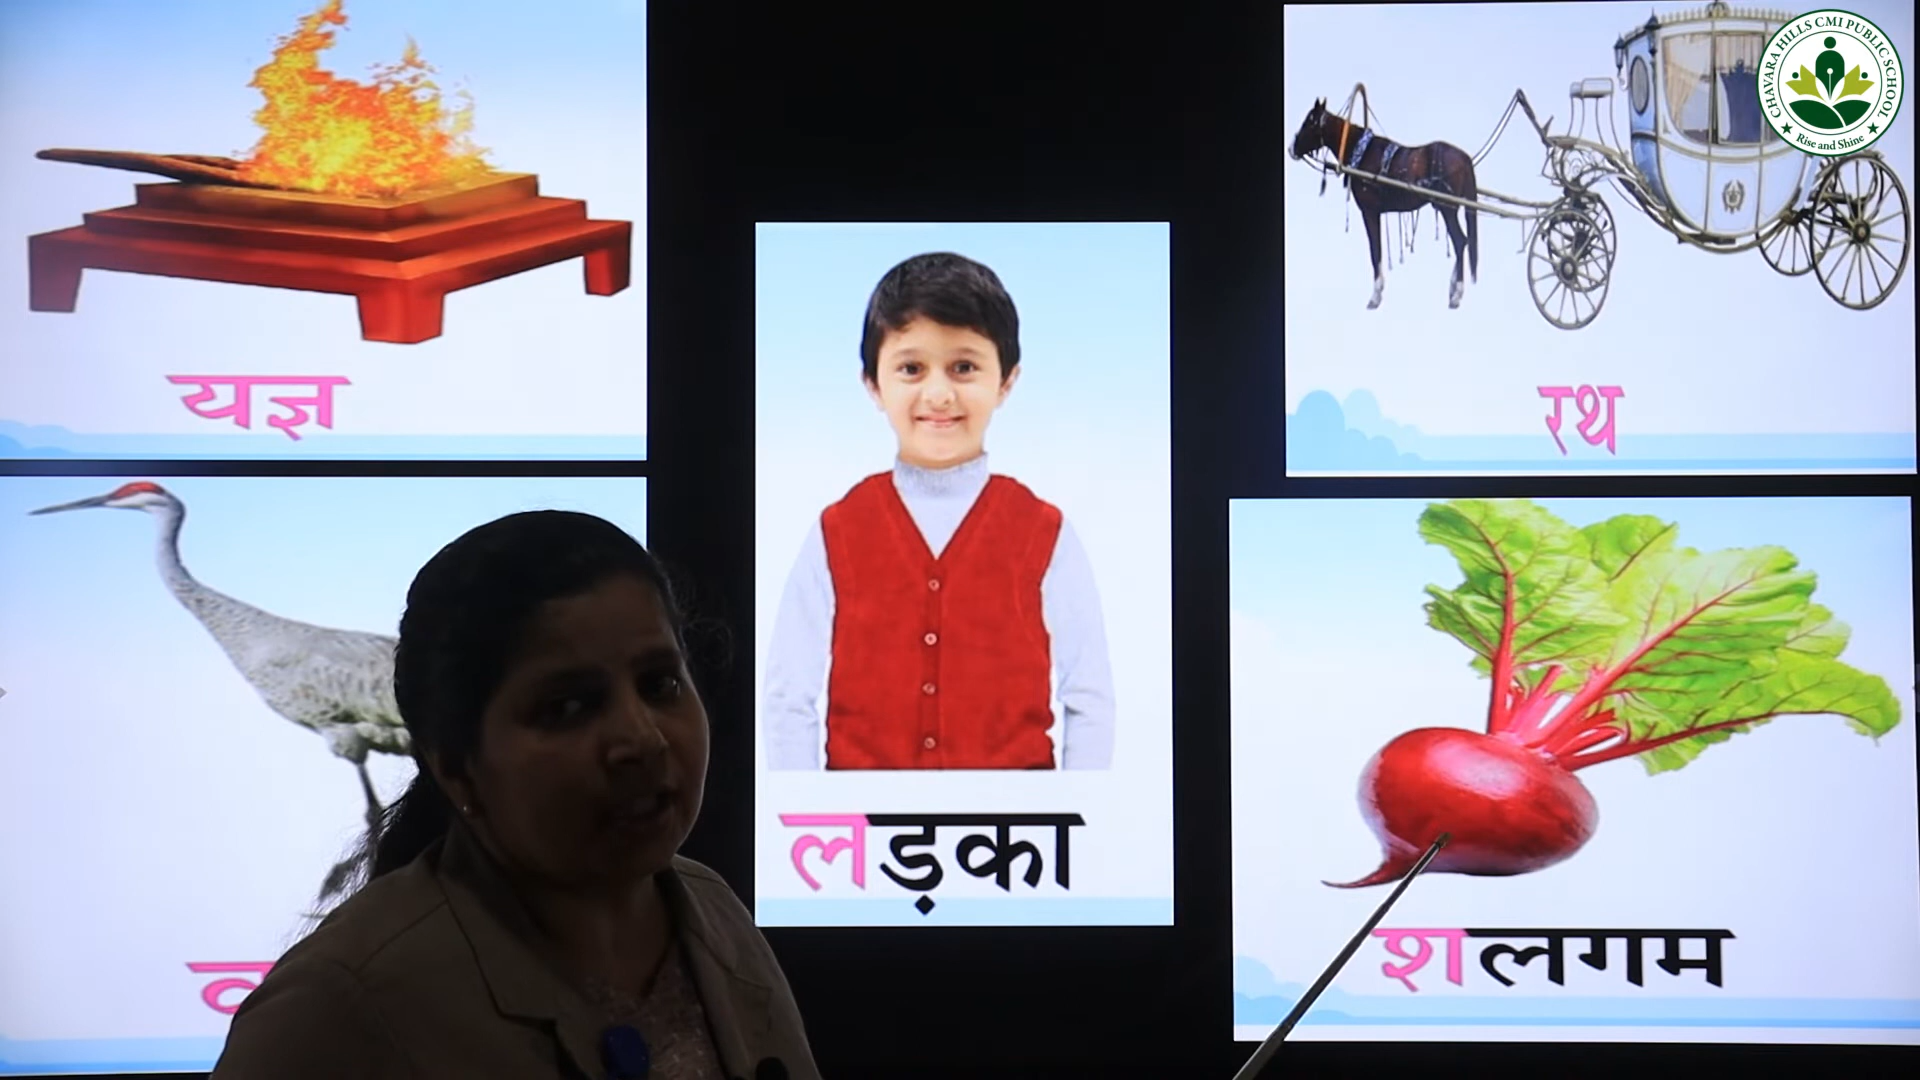 CHAVARA HILLS CMI PUBLIC SCHOOL
Rise and Shine
यज्ञ
रथ
लड़का
शलगम